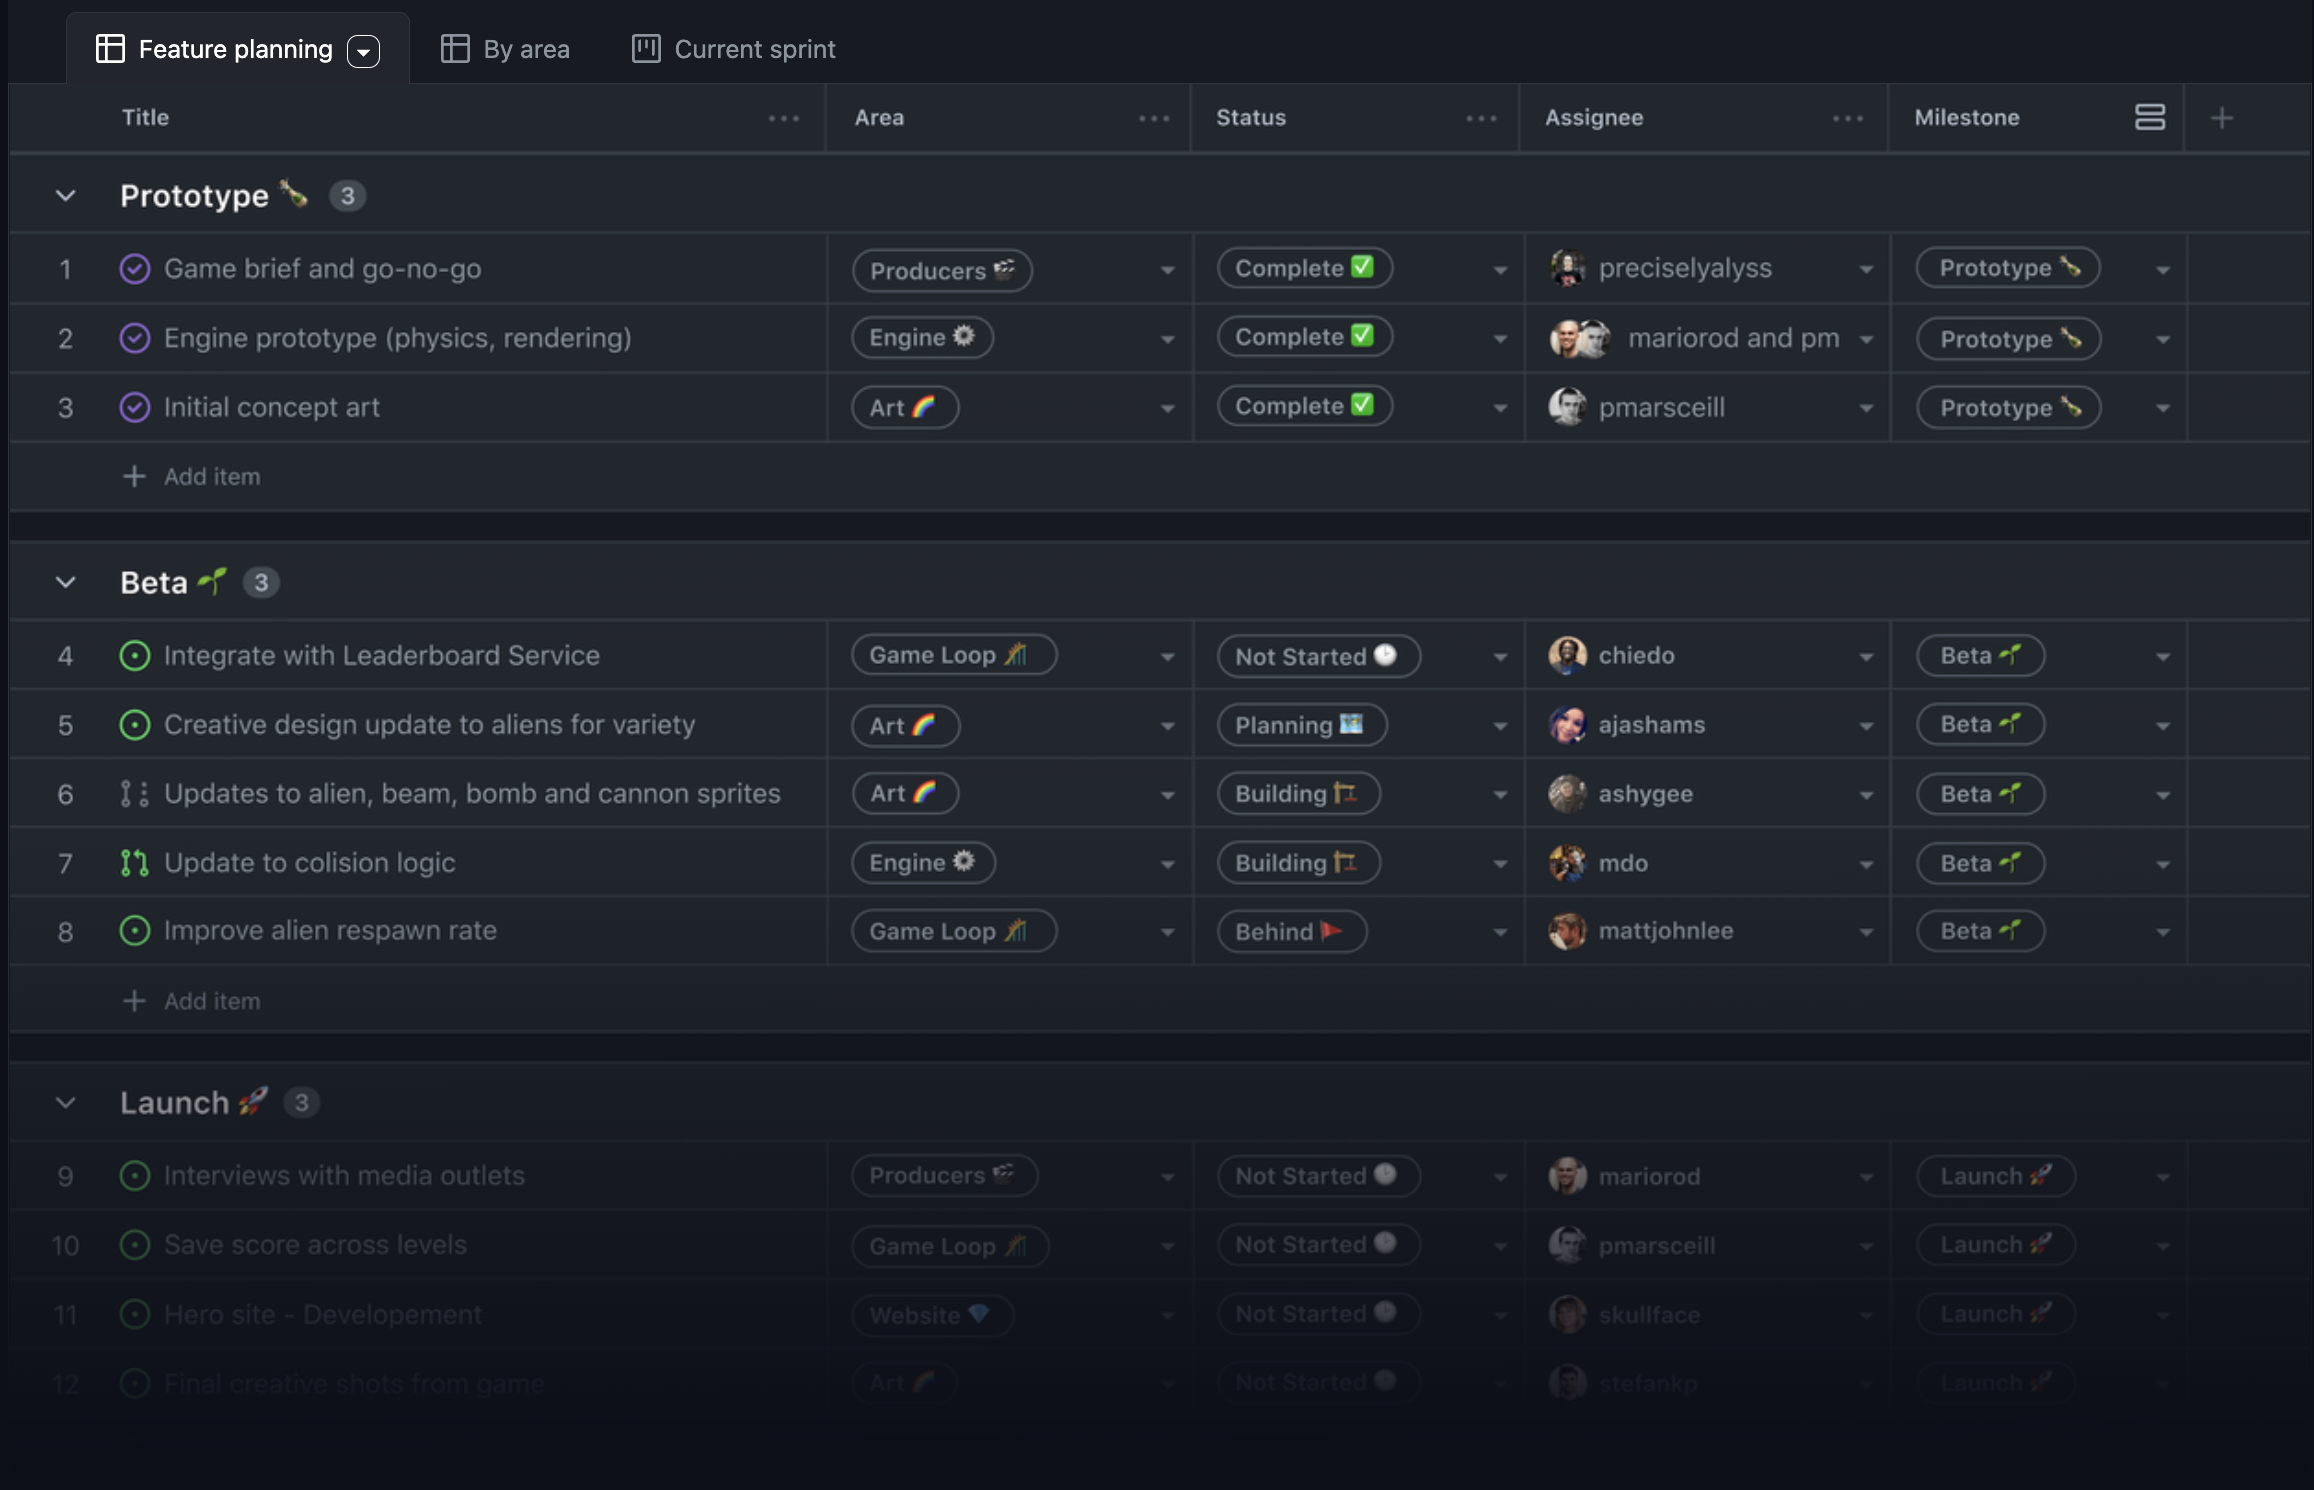 Feature planning By area Current sprint
Title Area Status Assignee Milestone
Prototype 3
1 Game brief and go-no-go Producers Complete preciselyalyss Prototype
2 Engine prototype (physics, rendering) Engine Complete mariorod and pm Prototype
3 Initial concept art Art Complete pmarsceill Prototype
Add item
Beta 3
4 Integrate with Leaderboard Service Game Loop Not Started chiedo Beta
5 Creative design update to aliens for variety Art Planning ajashams Beta
6 Updates to alien, beam, bomb and cannon sprites Art Building ashygee Beta
7 Update to colision logic Engine Building mdo Beta
8 Improve alien respawn rate Game Loop Behind mattjohnlee Beta
Add item
Launch 3
9 Interviews with media outlets Producers Not Started mariorod Launch
10 Save score across levels Game Loop Not Started pmarsceill Launch
11 Hero site - Developement Website Not Started skullface Launch
12 Final creative shots from game Art Not Started stefankp Launch